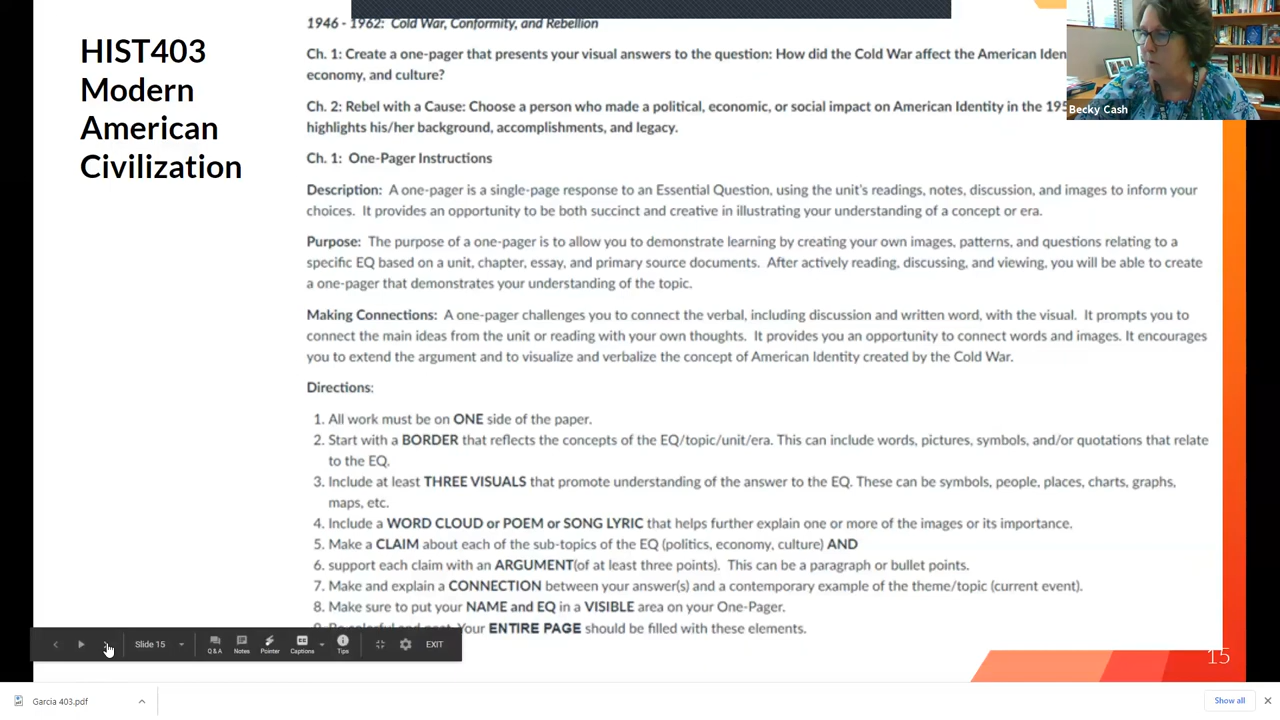 HIST403
Modern
American
Civilization
1946 - 1962: Cold War, Conformity, and Rebellion
Ch. 1: Create a one-pager that presents your visual answers to the question: How did the Cold War affect the American
economy, and culture?
Ch. 2: Rebel with a Cause: Choose a person who made a political, economic, or social impact on American Identity in the
highlights his/her background, accomplishments, and legacy.
Ch. 1: One-Pager Instructions
Description: A one-pager is a single-page response to an Essential Question, using the unit's readings, notes, discussion, and images to inform your
choices. It provides an opportunity to be both succinct and creative in illustrating your understanding of a concept or era.
Purpose: The purpose of a one-pager is to allow you to demonstrate learning by creating your own images, patterns, and questions relating to a
specific EQ based on a unit, chapter, essay, and primary source documents. After actively reading, discussing, and viewing, you will be able to create
a one-pager that demonstrates your understanding of the topic.
Making Connections: A one-pager challenges you to connect the verbal, including discussion and written word, with the visual. It prompts you to
connect the main ideas from the unit or reading with your own thoughts. It provides you an opportunity to connect words and images. It encourages
you to extend the argument and to visualize and verbalize the concept of American Identity created by the Cold War.
Directions:
1. All work must be on ONE side of the paper.
2. Start with a BORDER that reflects the concepts of the EQ/topic/unit/era. This can include words, pictures, symbols, and/or quotations that relate
to the EQ.
3. Include at least THREE VISUALS that promote understanding of the answer to the EQ. These can be symbols, people, places, charts, graphs,
maps, etc.
4. Include a WORD CLOUD or POEM or SONG LYRIC that helps further explain one or more of the images or its importance.
5. Make a CLAIM about each of the sub-topics of the EQ (politics, economy, culture) AND
6. support each claim with an ARGUMENT(of at least three points). This can be a paragraph or bullet points.
7. Make and explain a CONNECTION between your answer(s) and a contemporary example of the theme/topic (current event).
8. Make sure to put your NAME and EQ in a VISIBLE area on your One-Pager.
Your ENTIRE PAGE should be filled with these elements.
Becky Cash
15
Slide 15
Q & A
Notes
Pointer
Captions
Tips
EXIT
Garcia 403.pdf
Show all